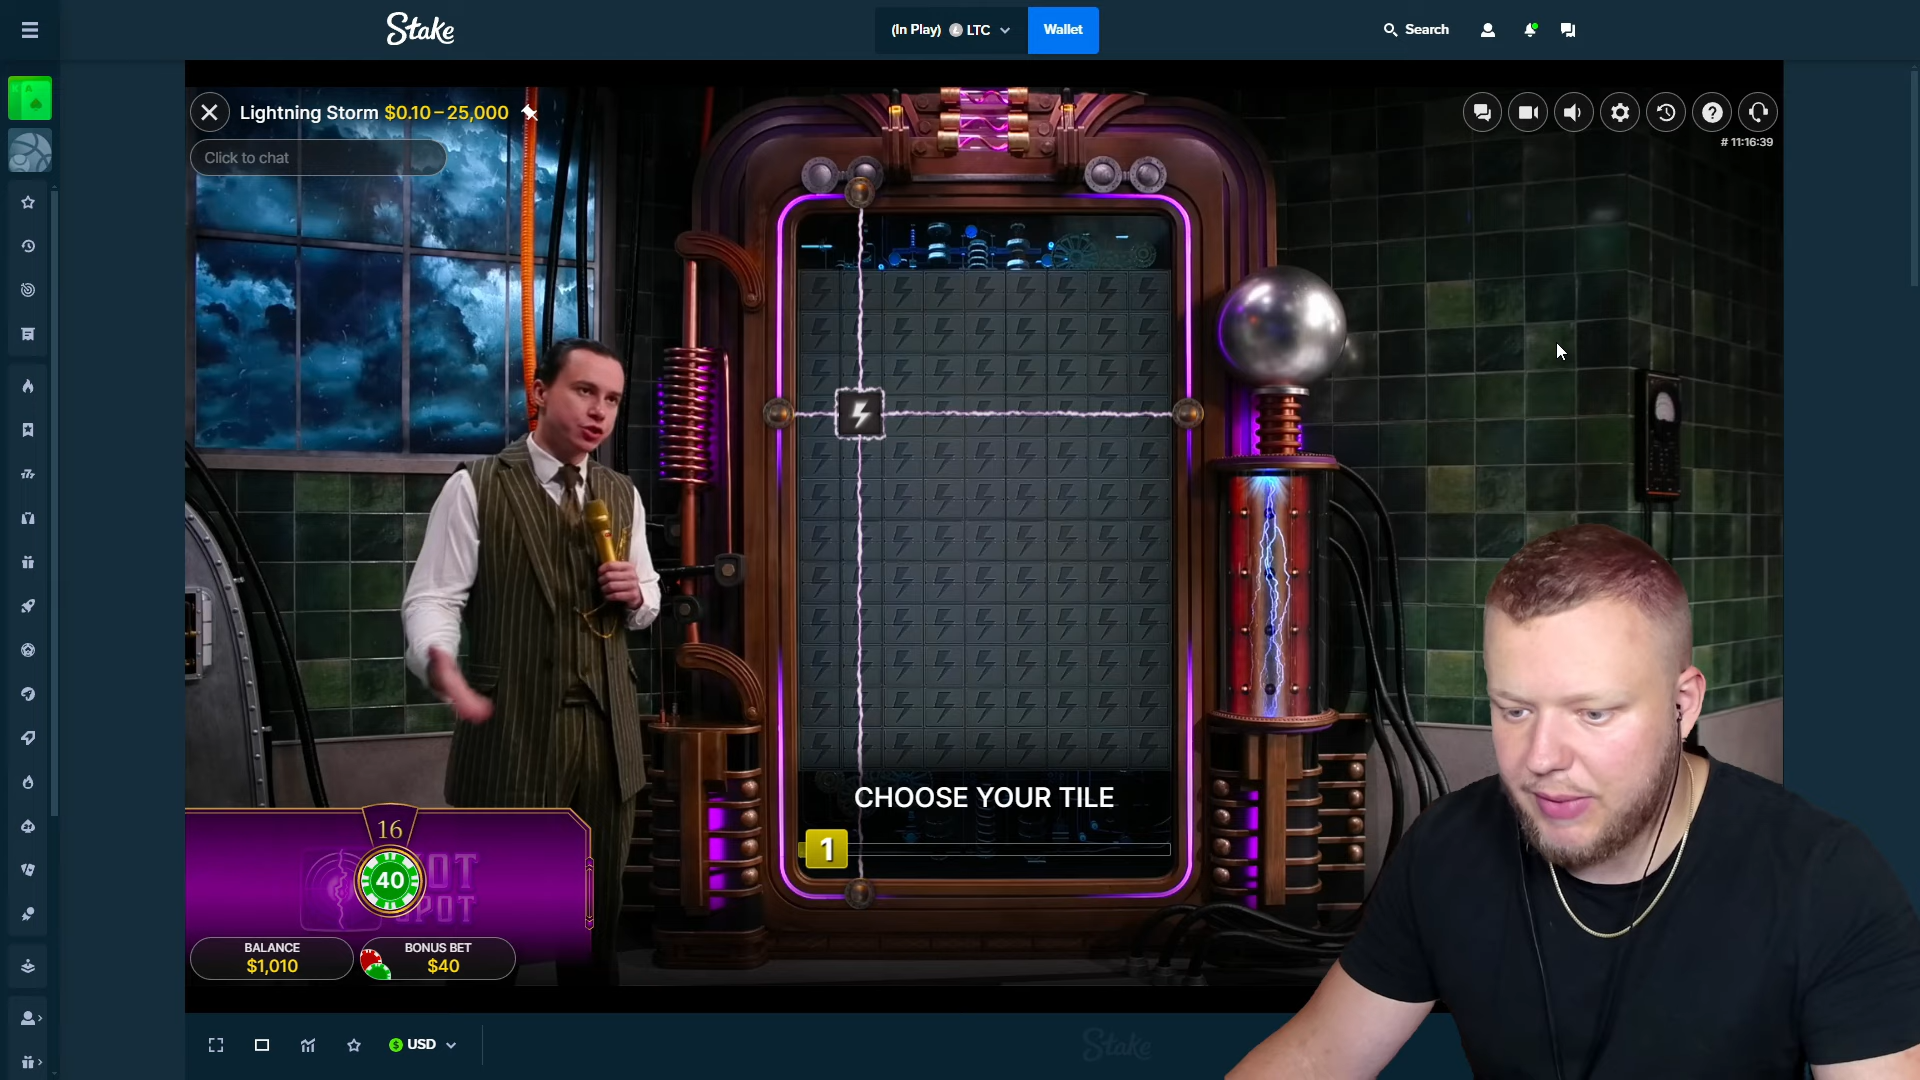 Stake
(In Play) LTC
Wallet
Search
Lightning Storm $0.10 – 25,000
Click to chat
# 11:16:39
CHOOSE YOUR TILE
1
16
40
BALANCE
$1,010
BONUS BET
$40
USD
Stake